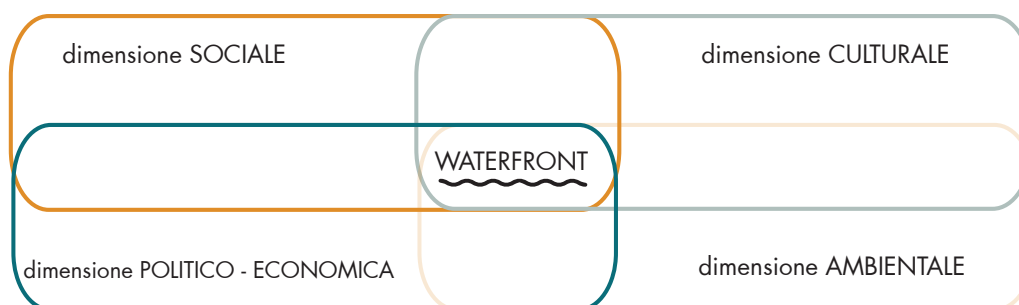 dimensione SOCIALE
dimensione CULTURALE
WATERFRONT
dimensione POLITICO - ECONOMICA
dimensione AMBIENTALE